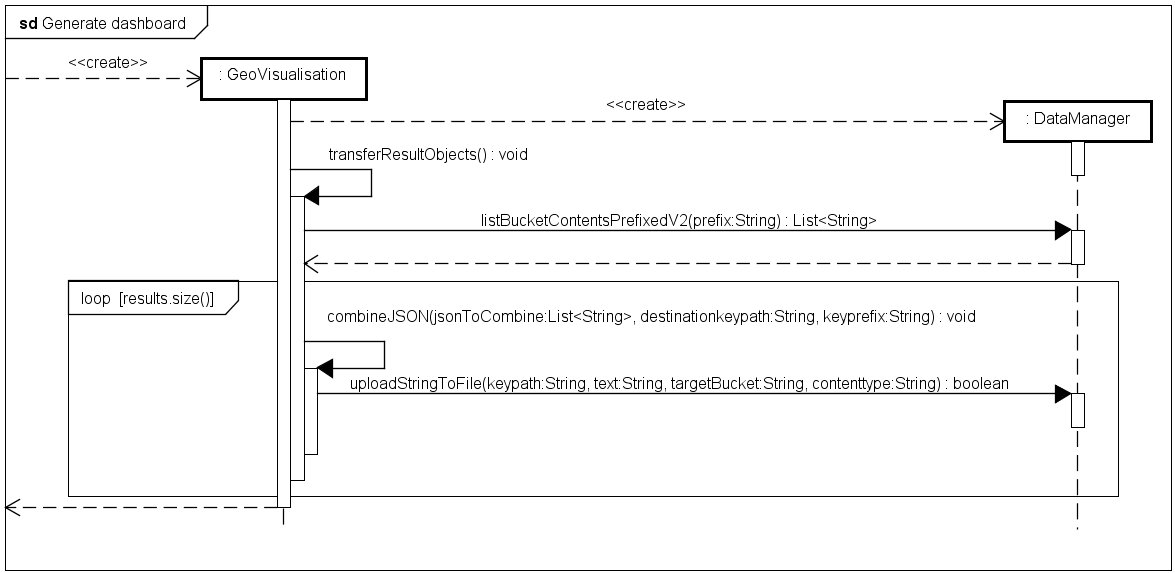 sd Generate dashboard
<<create>>
: GeoVisualisation
<<create>>
: DataManager
transferResultObjects() : void
listBucketContentsPrefixedV2(prefix:String) : List<String>
loop [results.size()]
combineJSON(jsonToCombine:List<String>, destinationkeypath:String, keyprefix:String) : void
uploadStringToFile(keypath:String, text:String, targetBucket:String, contenttype:String) : boolean